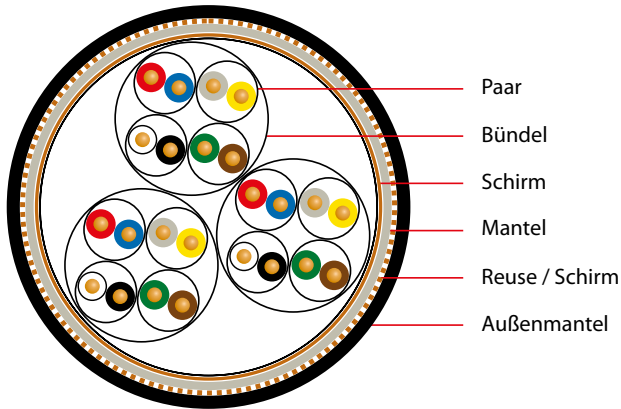 Paar
Bündel
Schirm
Mantel
Reuse / Schirm
Außenmantel